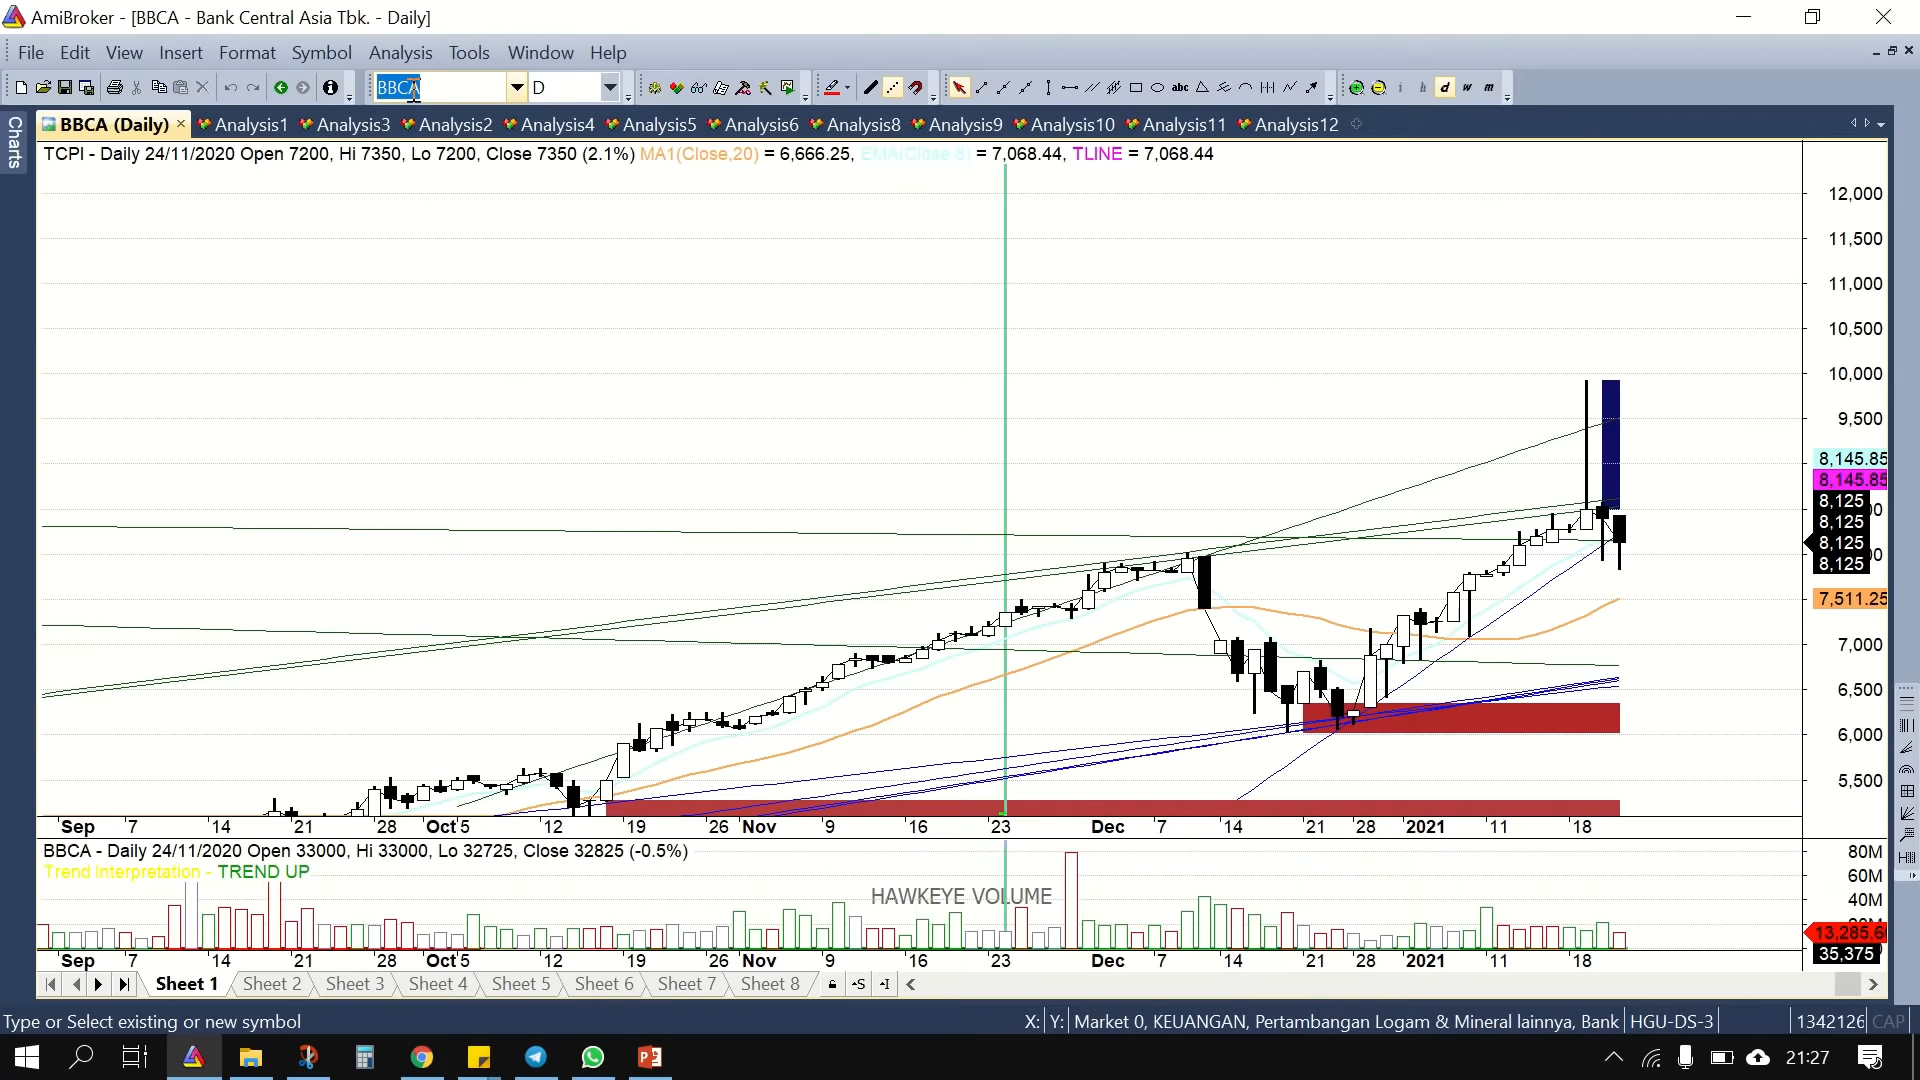 AmiBroker - [BBCA - Bank Central Asia Tbk. - Daily]
File Edit View Insert Format Symbol Analysis Tools Window Help
BBCA D abc i h d w m
Charts BBCA (Daily) × Analysis1 Analysis3 Analysis2 Analysis4 Analysis5 Analysis6 Analysis8 Analysis9 Analysis10 Analysis11 Analysis12
TCPI - Daily 24/11/2020 Open 7200, Hi 7350, Lo 7200, Close 7350 (2.1%) MA1(Close,20) = 6,666.25, EMA(Close 8) = 7,068.44, TLINE = 7,068.44
12,000
11,500
11,000
10,500
10,000
9,500
8,145.85
8,145.85
8,125
8,125
8,125
8,125
7,511.25
7,000
6,500
6,000
5,500
Sep 7 14 21 28 Oct 5 12 19 26 Nov 9 16 23 Dec 7 14 21 28 2021 11 18
BBCA - Daily 24/11/2020 Open 33000, Hi 33000, Lo 32725, Close 32825 (-0.5%)
Trend Interpretation - TREND UP
HAWKEYE VOLUME
80M
60M
40M
35,375
Sep 7 14 21 28 Oct 5 12 19 26 Nov 9 16 23 Dec 7 14 21 28 2021 11 18
Sheet 1 Sheet 2 Sheet 3 Sheet 4 Sheet 5 Sheet 6 Sheet 7 Sheet 8
Type or Select existing or new symbol X: Y: Market 0, KEUANGAN, Pertambangan Logam & Mineral lainnya, Bank HGU-DS-3 1342126 CAP
21:27